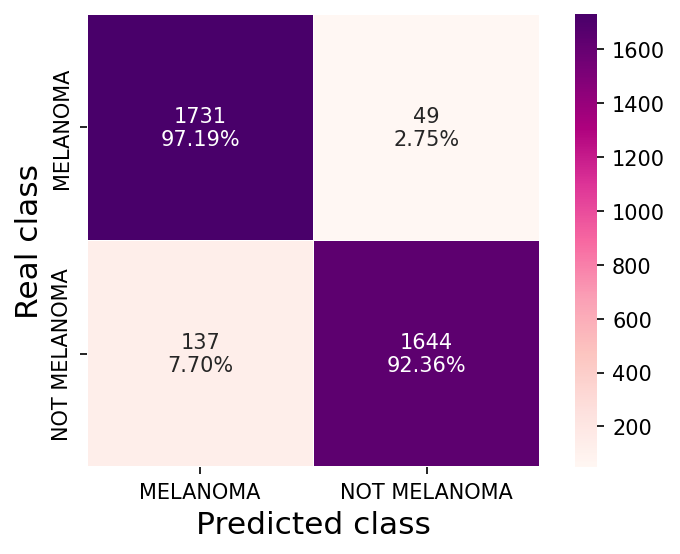 Real class
MELANOMA
NOT MELANOMA
1731
97.19%
49
2.75%
137
7.70%
1644
92.36%
MELANOMA
NOT MELANOMA
Predicted class
1600
1400
1200
1000
800
600
400
200